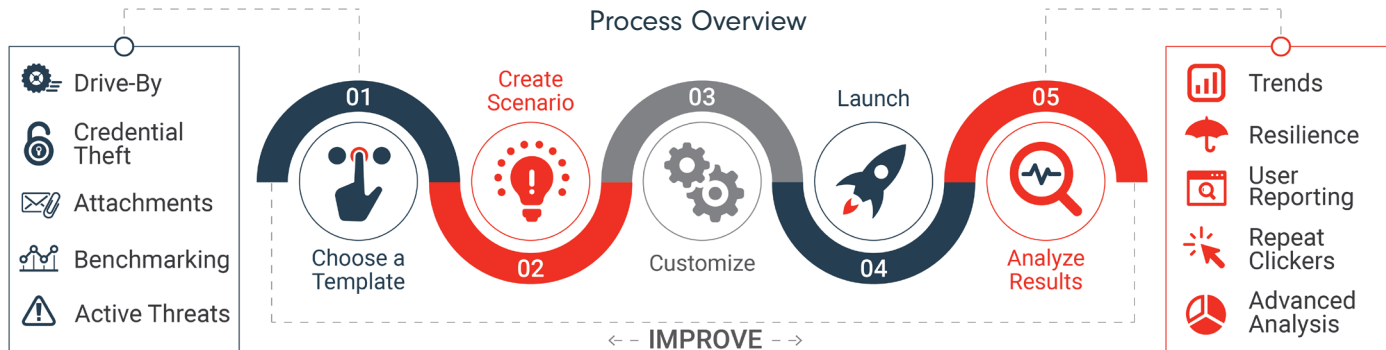 Process Overview
Drive-By
Credential
Theft
Attachments
Benchmarking
Active Threats
01
Choose a
Template
Create
Scenario
02
03
Customize
Launch
04
05
Analyze
Results
IMPROVE
Trends
Resilience
User
Reporting
Repeat
Clickers
Advanced
Analysis